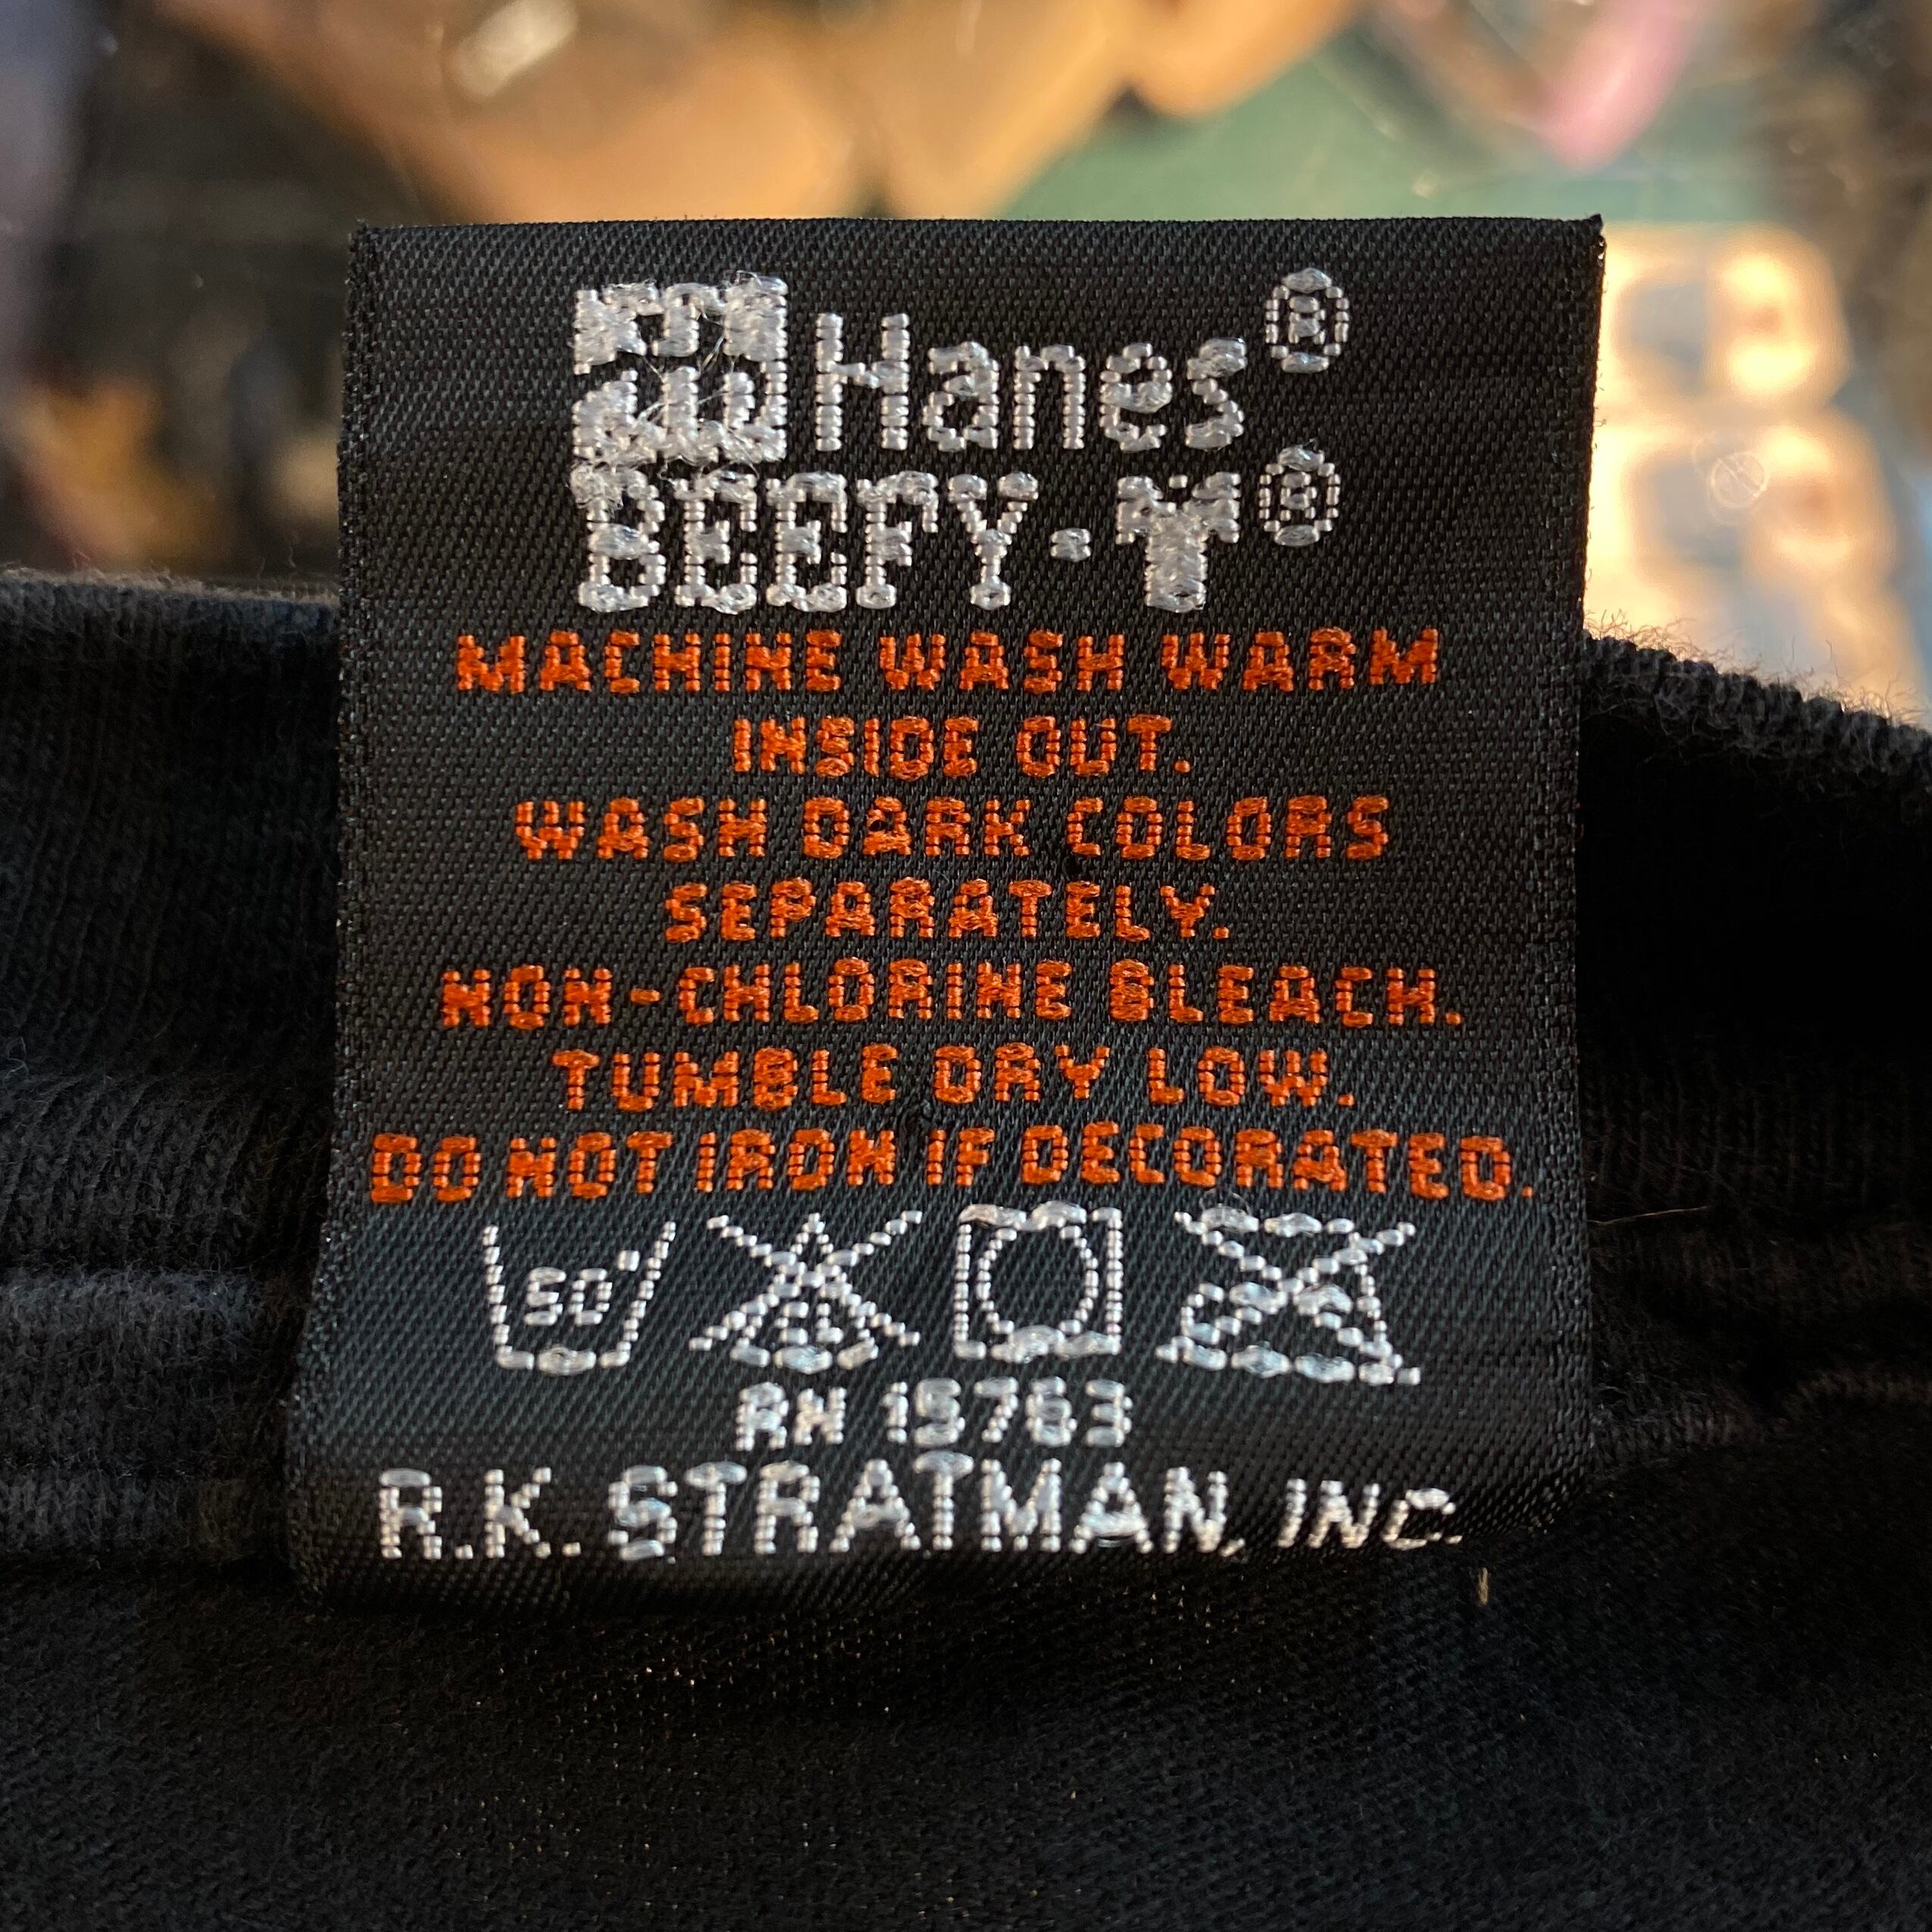 Hanes®
BEEFY-T®
MACHINE WASH WARM
INSIDE OUT.
WASH DARK COLORS
SEPARATELY.
NON-CHLORINE BLEACH.
TUMBLE DRY LOW.
DO NOT IRON IF DECORATED.
50° CL
RN 15763
R.K. STRATMAN, INC.